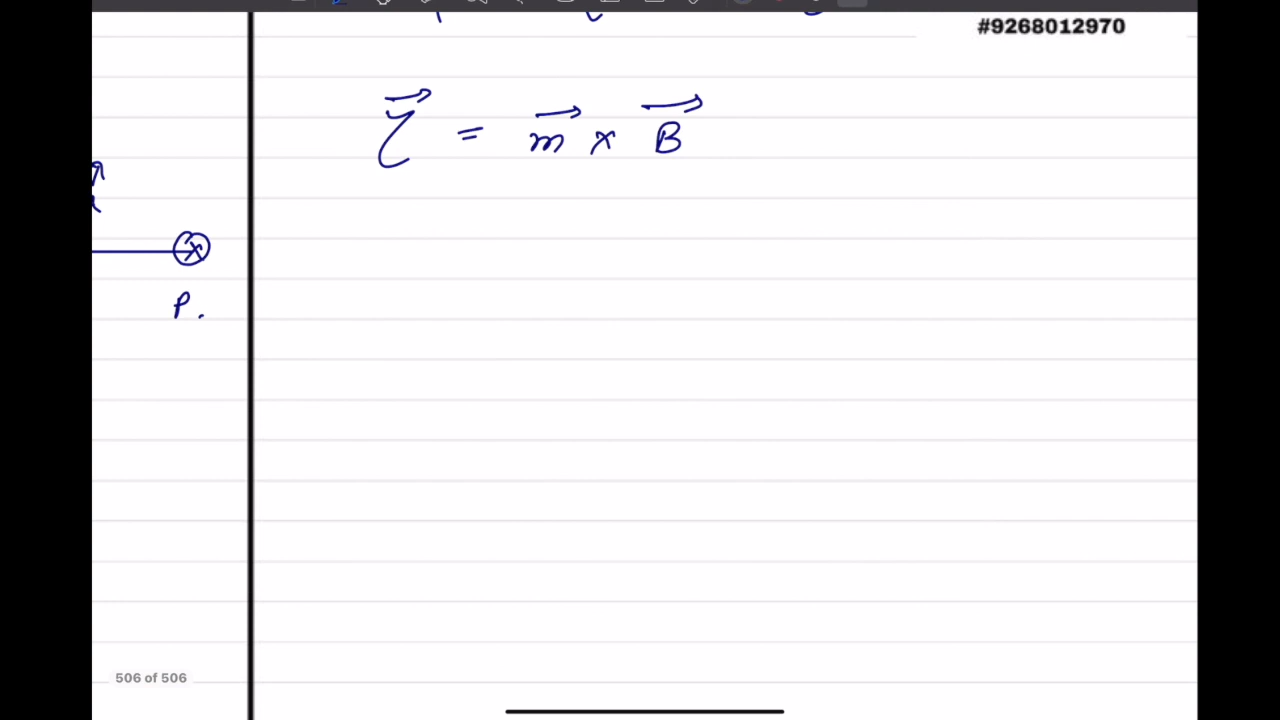 #9268012970
τ⃗ = m⃗ × B⃗
P.
506 of 506